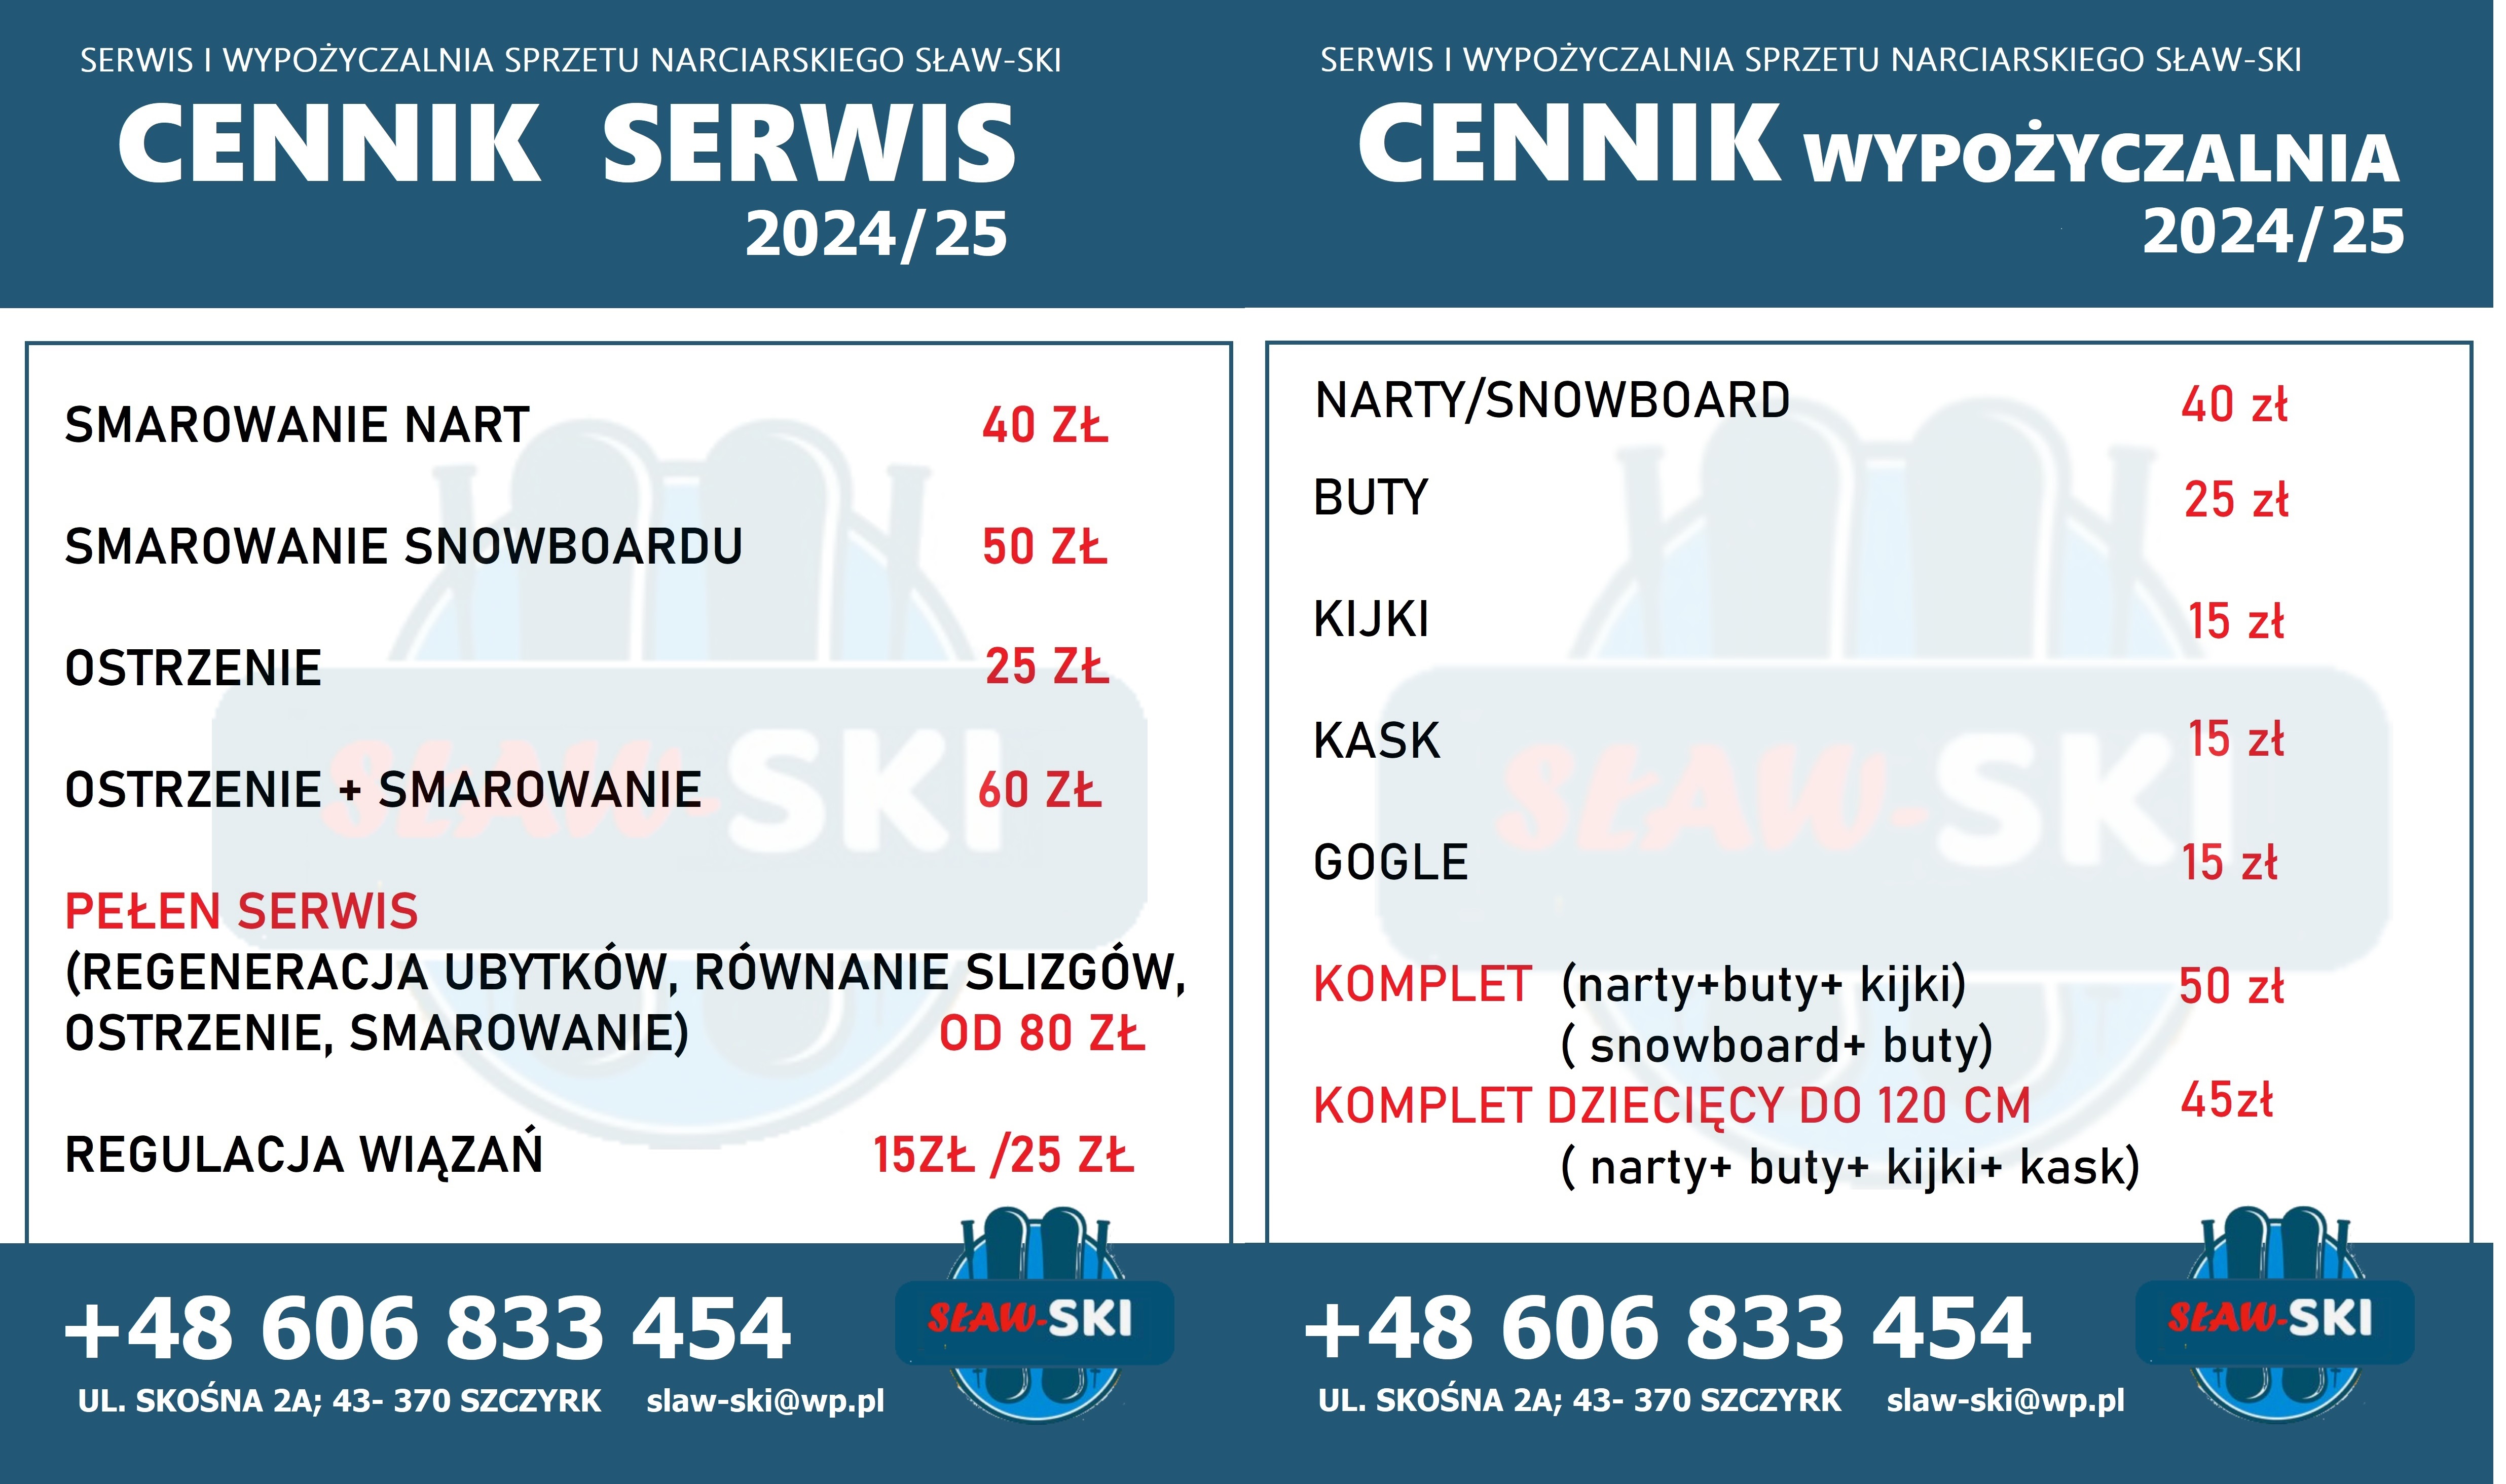 SERWIS I WYPOŻYCZALNIA SPRZETU NARCIARSKIEGO SŁAW-SKI
CENNIK SERWIS
2024/25
SMAROWANIE NART 40 ZŁ
SMAROWANIE SNOWBOARDU 50 ZŁ
OSTRZENIE 25 ZŁ
OSTRZENIE + SMAROWANIE 60 ZŁ
PEŁEN SERWIS
(REGENERACJA UBYTKÓW, RÓWNANIE SLIZGÓW,
OSTRZENIE, SMAROWANIE) OD 80 ZŁ
REGULACJA WIĄZAŃ 15ZŁ /25 ZŁ
SŁAW-SKI
+48 606 833 454
SŁAW-SKI
UL. SKOŚNA 2A; 43- 370 SZCZYRK slaw-ski@wp.pl
SERWIS I WYPOŻYCZALNIA SPRZETU NARCIARSKIEGO SŁAW-SKI
CENNIK WYPOŻYCZALNIA
2024/25
NARTY/SNOWBOARD 40 zł
BUTY 25 zł
KIJKI 15 zł
KASK 15 zł
SŁAW-SKI
GOGLE 15 zł
KOMPLET (narty+buty+ kijki) 50 zł
( snowboard+ buty)
KOMPLET DZIECIĘCY DO 120 CM 45zł
( narty+ buty+ kijki+ kask)
+48 606 833 454
SŁAW-SKI
UL. SKOŚNA 2A; 43- 370 SZCZYRK slaw-ski@wp.pl